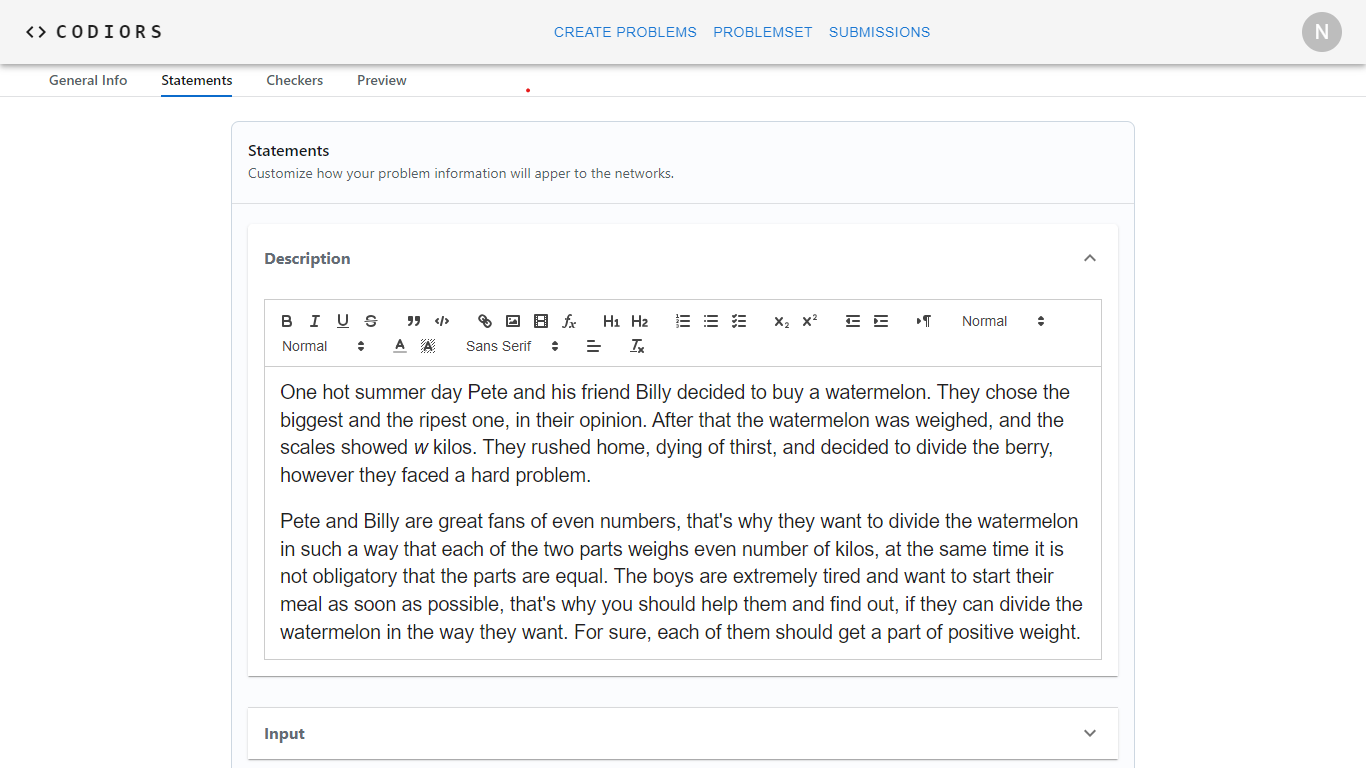 <> CODIORS CREATE PROBLEMS PROBLEMSET SUBMISSIONS N
General Info Statements Checkers Preview
Statements
Customize how your problem information will apper to the networks.
Description
B I U S ” </> fx H1 H2 X2 X2 ¶ Normal
Normal A A Sans Serif Tx
One hot summer day Pete and his friend Billy decided to buy a watermelon. They chose the
biggest and the ripest one, in their opinion. After that the watermelon was weighed, and the
scales showed w kilos. They rushed home, dying of thirst, and decided to divide the berry,
however they faced a hard problem.
Pete and Billy are great fans of even numbers, that's why they want to divide the watermelon
in such a way that each of the two parts weighs even number of kilos, at the same time it is
not obligatory that the parts are equal. The boys are extremely tired and want to start their
meal as soon as possible, that's why you should help them and find out, if they can divide the
watermelon in the way they want. For sure, each of them should get a part of positive weight.
Input